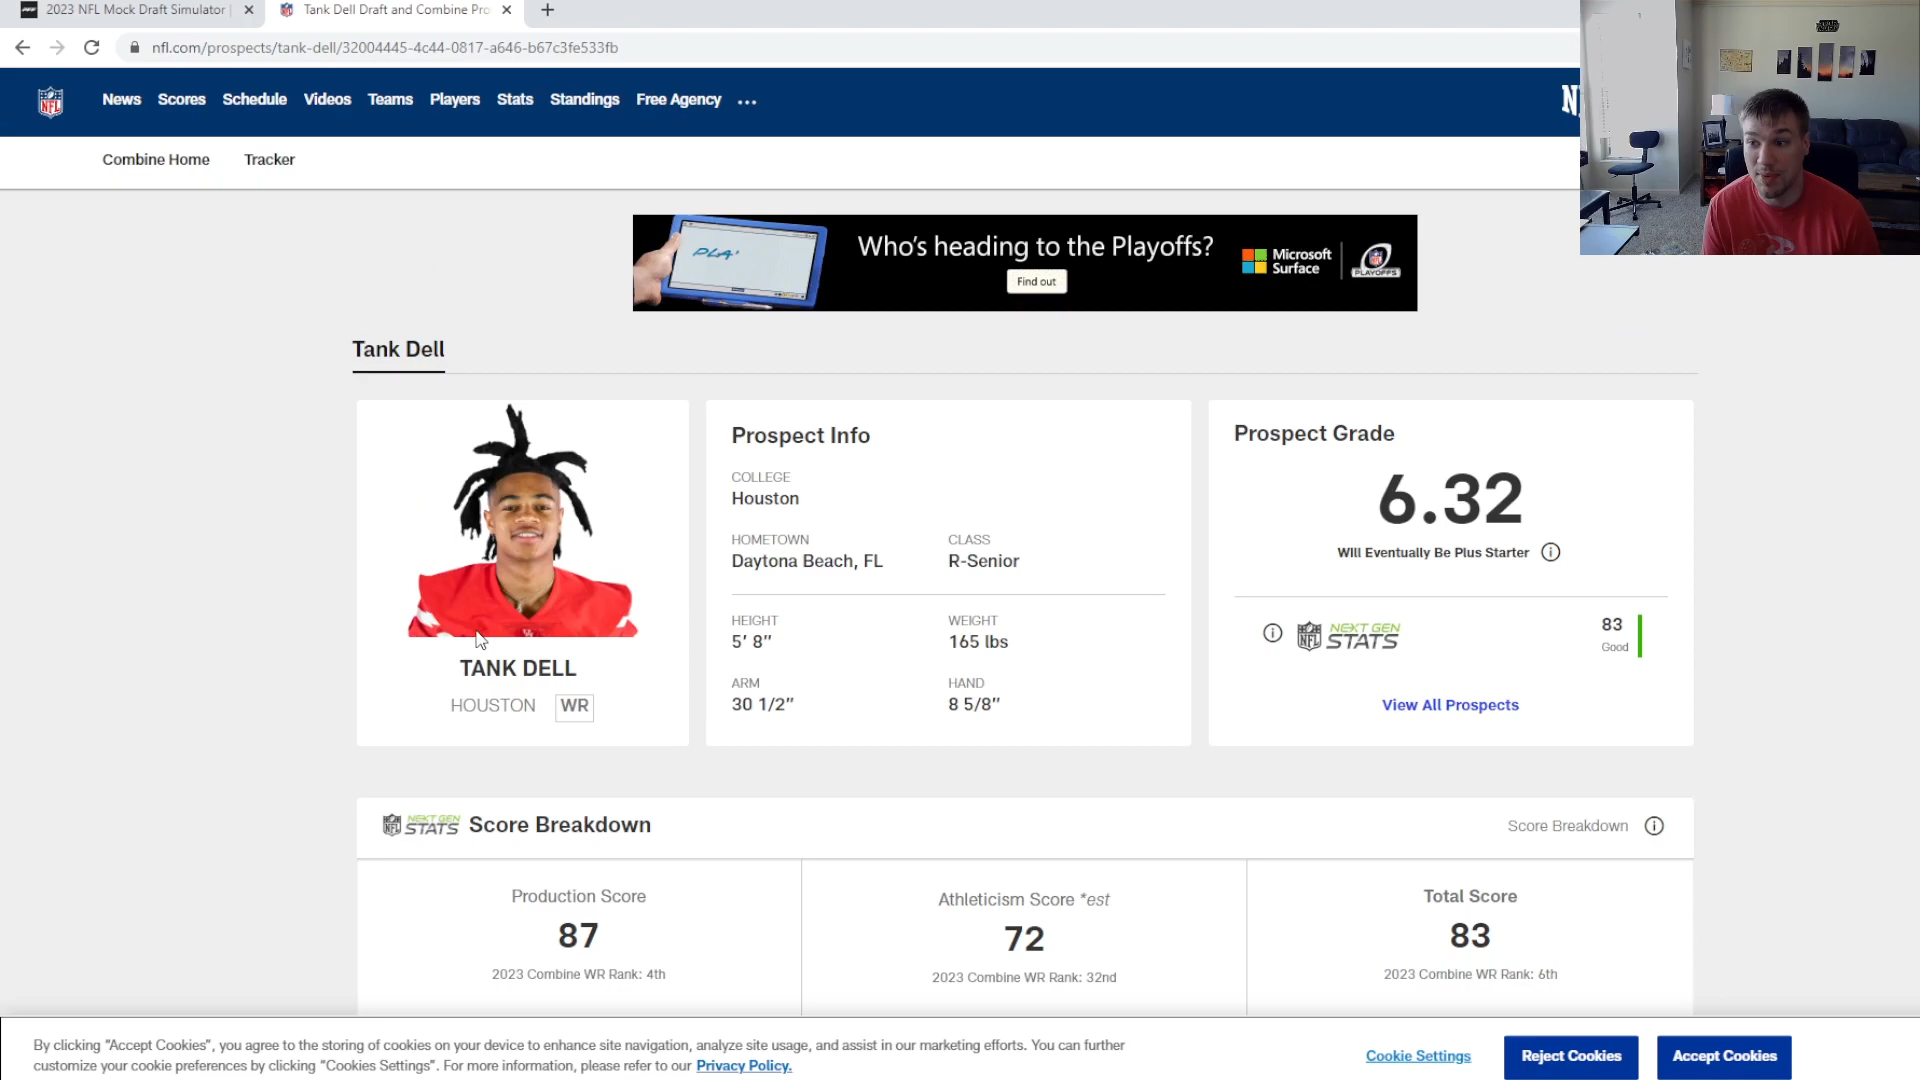 2023 NFL Mock Draft Simulator |
Tank Dell Draft and Combine Pro
nfl.com/prospects/tank-dell/32004445-4c44-0817-a646-b67c3fe533fb
NFL News Scores Schedule Videos Teams Players Stats Standings Free Agency ...
Combine Home Tracker
PLA'
Who's heading to the Playoffs?
Find out
Microsoft
Surface
NFL
PLAYOFFS
Tank Dell
TANK DELL
HOUSTON WR
Prospect Info
COLLEGE
Houston
HOMETOWN CLASS
Daytona Beach, FL R-Senior
HEIGHT WEIGHT
5' 8" 165 lbs
ARM HAND
30 1/2" 8 5/8"
Prospect Grade
6.32
Will Eventually Be Plus Starter
NFL NEXT GEN STATS
83
Good
View All Prospects
NFL NEXT GEN STATS Score Breakdown
Score Breakdown
Production Score
87
2023 Combine WR Rank: 4th
Athleticism Score *est
72
2023 Combine WR Rank: 32nd
Total Score
83
2023 Combine WR Rank: 6th
By clicking "Accept Cookies", you agree to the storing of cookies on your device to enhance site navigation, analyze site usage, and assist in our marketing efforts. You can further
customize your cookie preferences by clicking "Cookies Settings". For more information, please refer to our Privacy Policy.
Cookie Settings
Reject Cookies
Accept Cookies